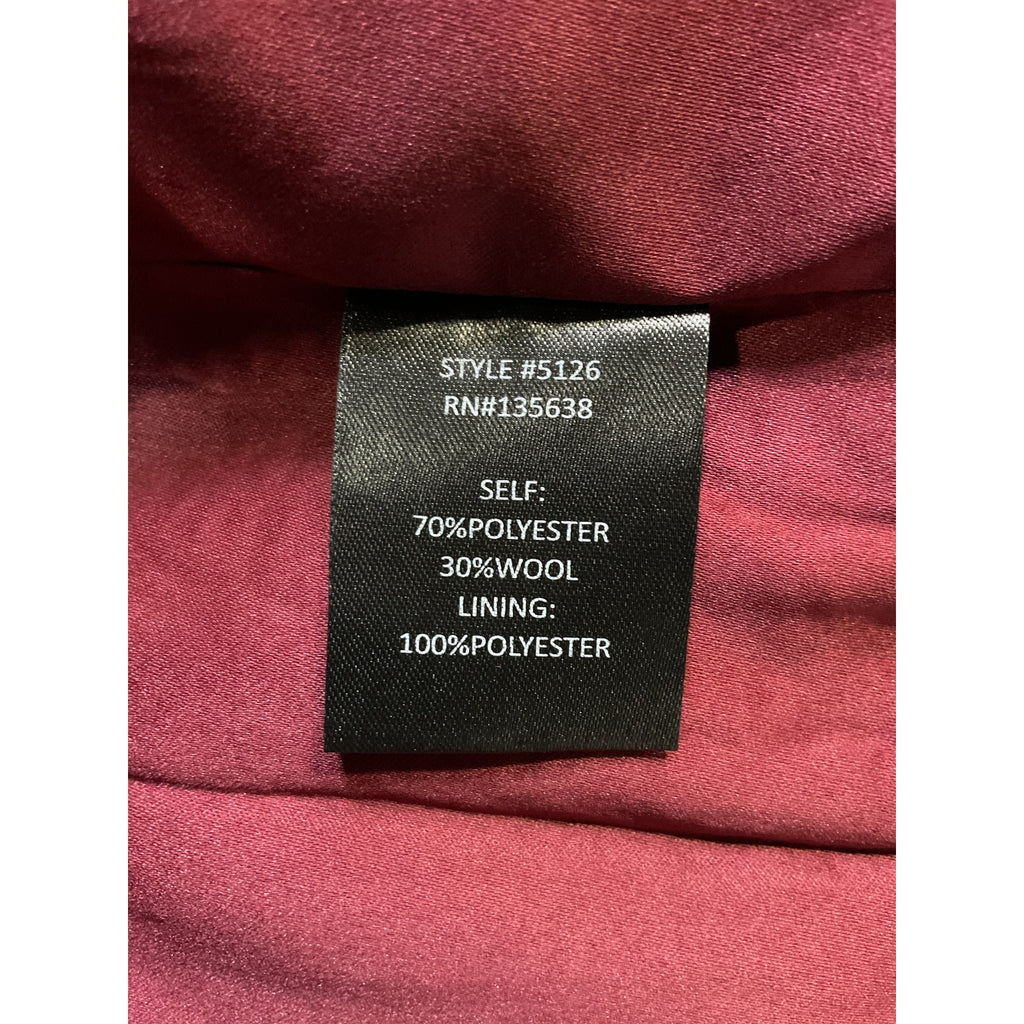 STYLE #5126
RN#135638
SELF:
70%POLYESTER
30%WOOL
LINING:
100%POLYESTER